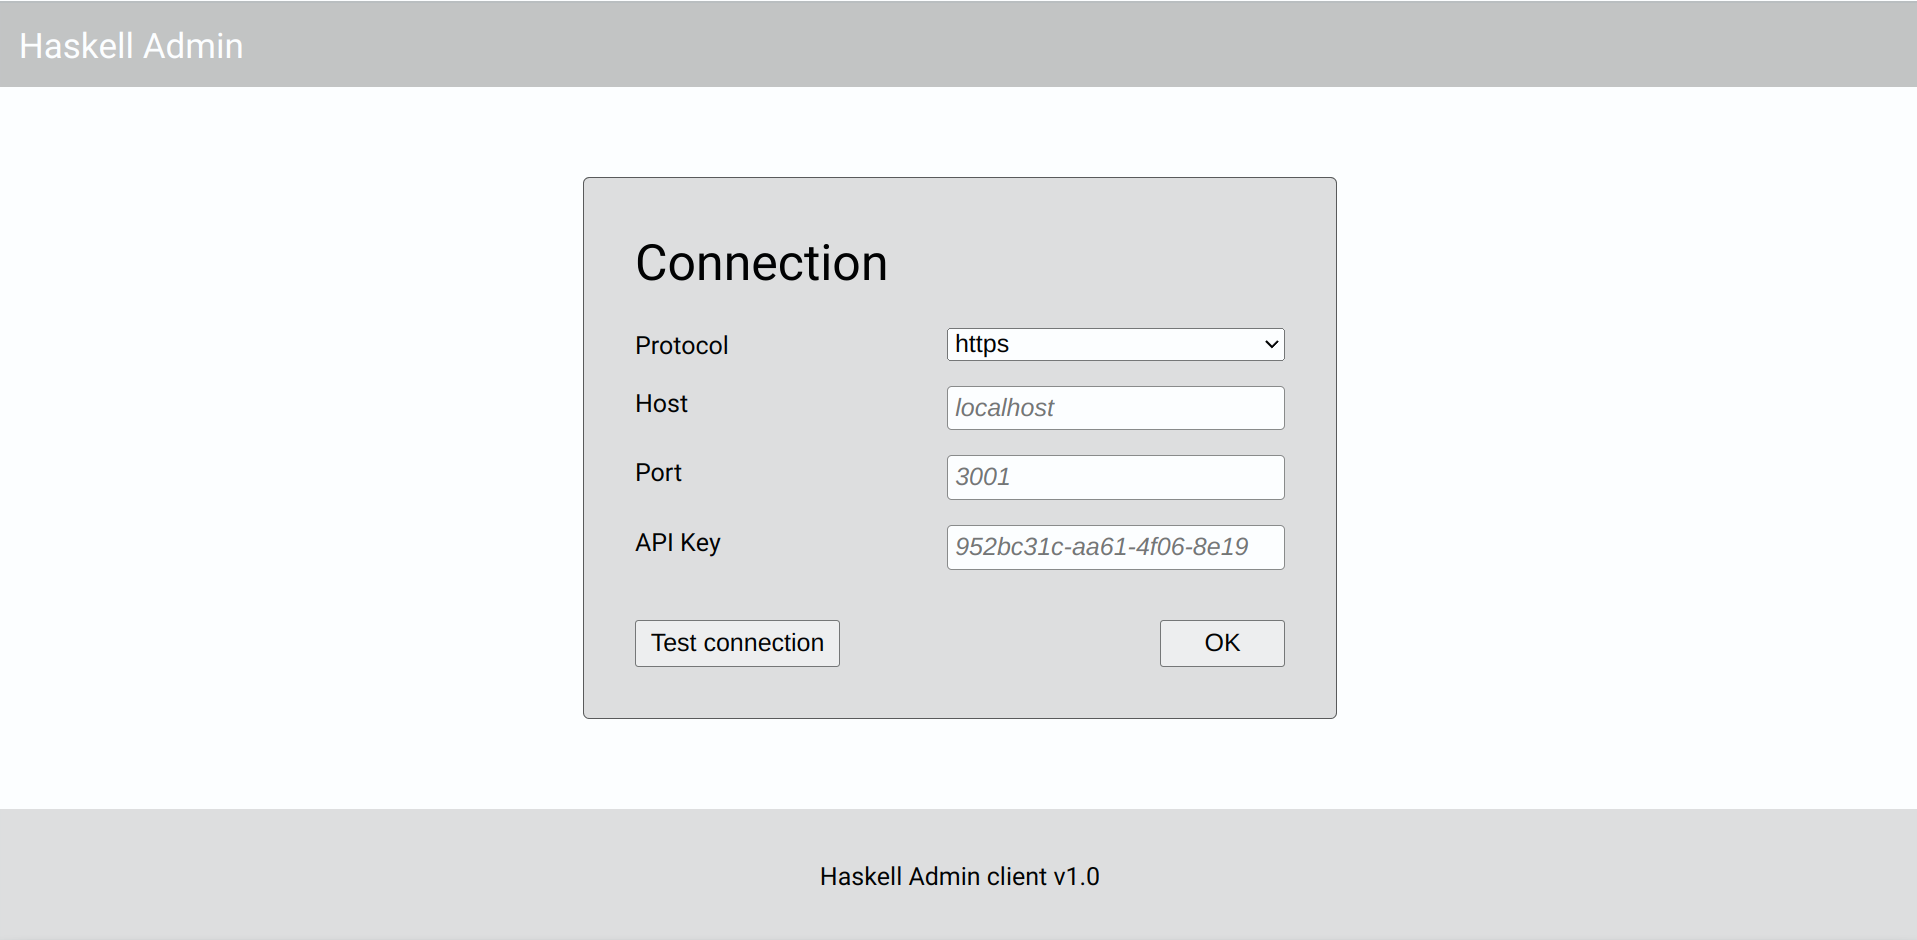 Haskell Admin
Connection
Protocol https
Host localhost
Port 3001
API Key 952bc31c-aa61-4f06-8e19
Test connection OK
Haskell Admin client v1.0